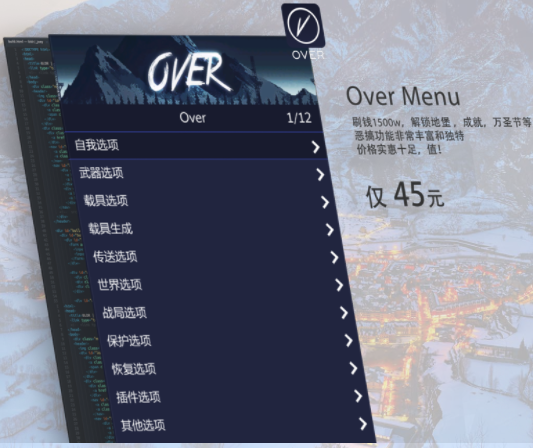 OVER
OVER
Over 1/12
自我选项
武器选项
载具选项
载具生成
传送选项
世界选项
战局选项
保护选项
恢复选项
插件选项
其他选项
Over Menu
刷钱1500w，解锁地堡，成就，万圣节等
恶搞功能非常丰富和独特
价格实惠十足，值！
仅 45元